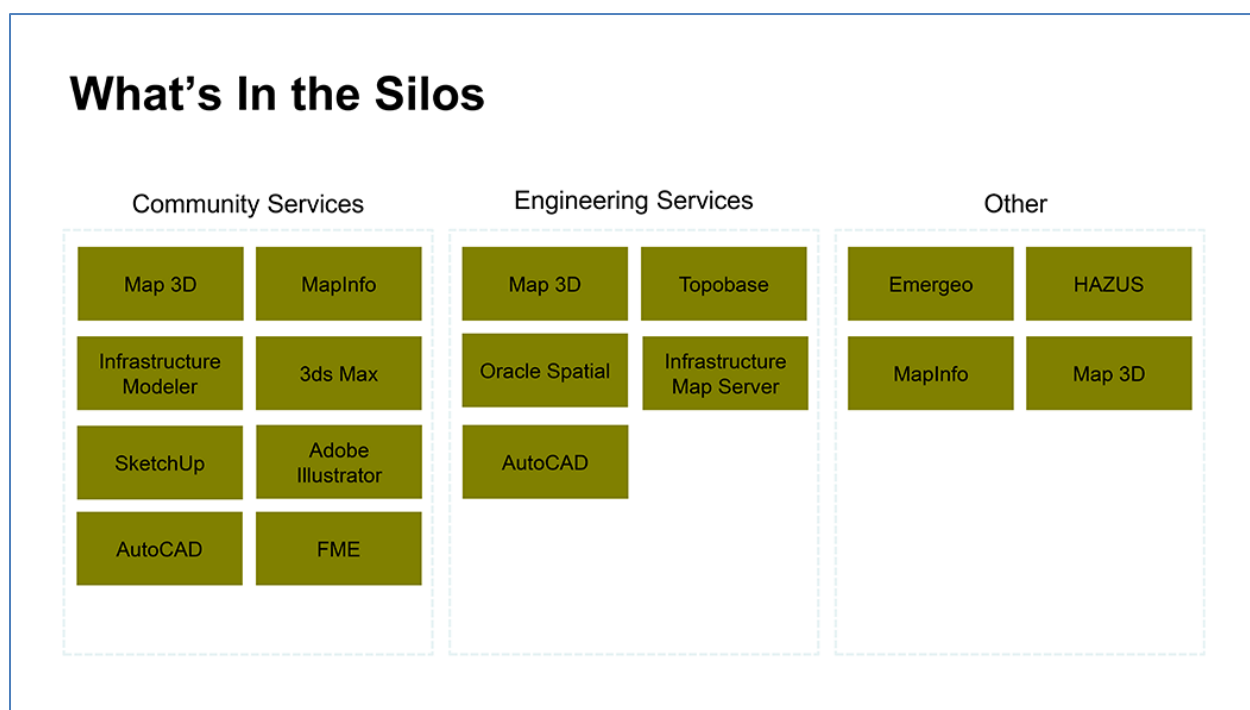 What’s In the Silos
Community Services
Map 3D
MapInfo
Infrastructure
Modeler
3ds Max
SketchUp
Adobe
Illustrator
AutoCAD
FME
Engineering Services
Map 3D
Topobase
Oracle Spatial
Infrastructure
Map Server
AutoCAD
Other
Emergeo
HAZUS
MapInfo
Map 3D